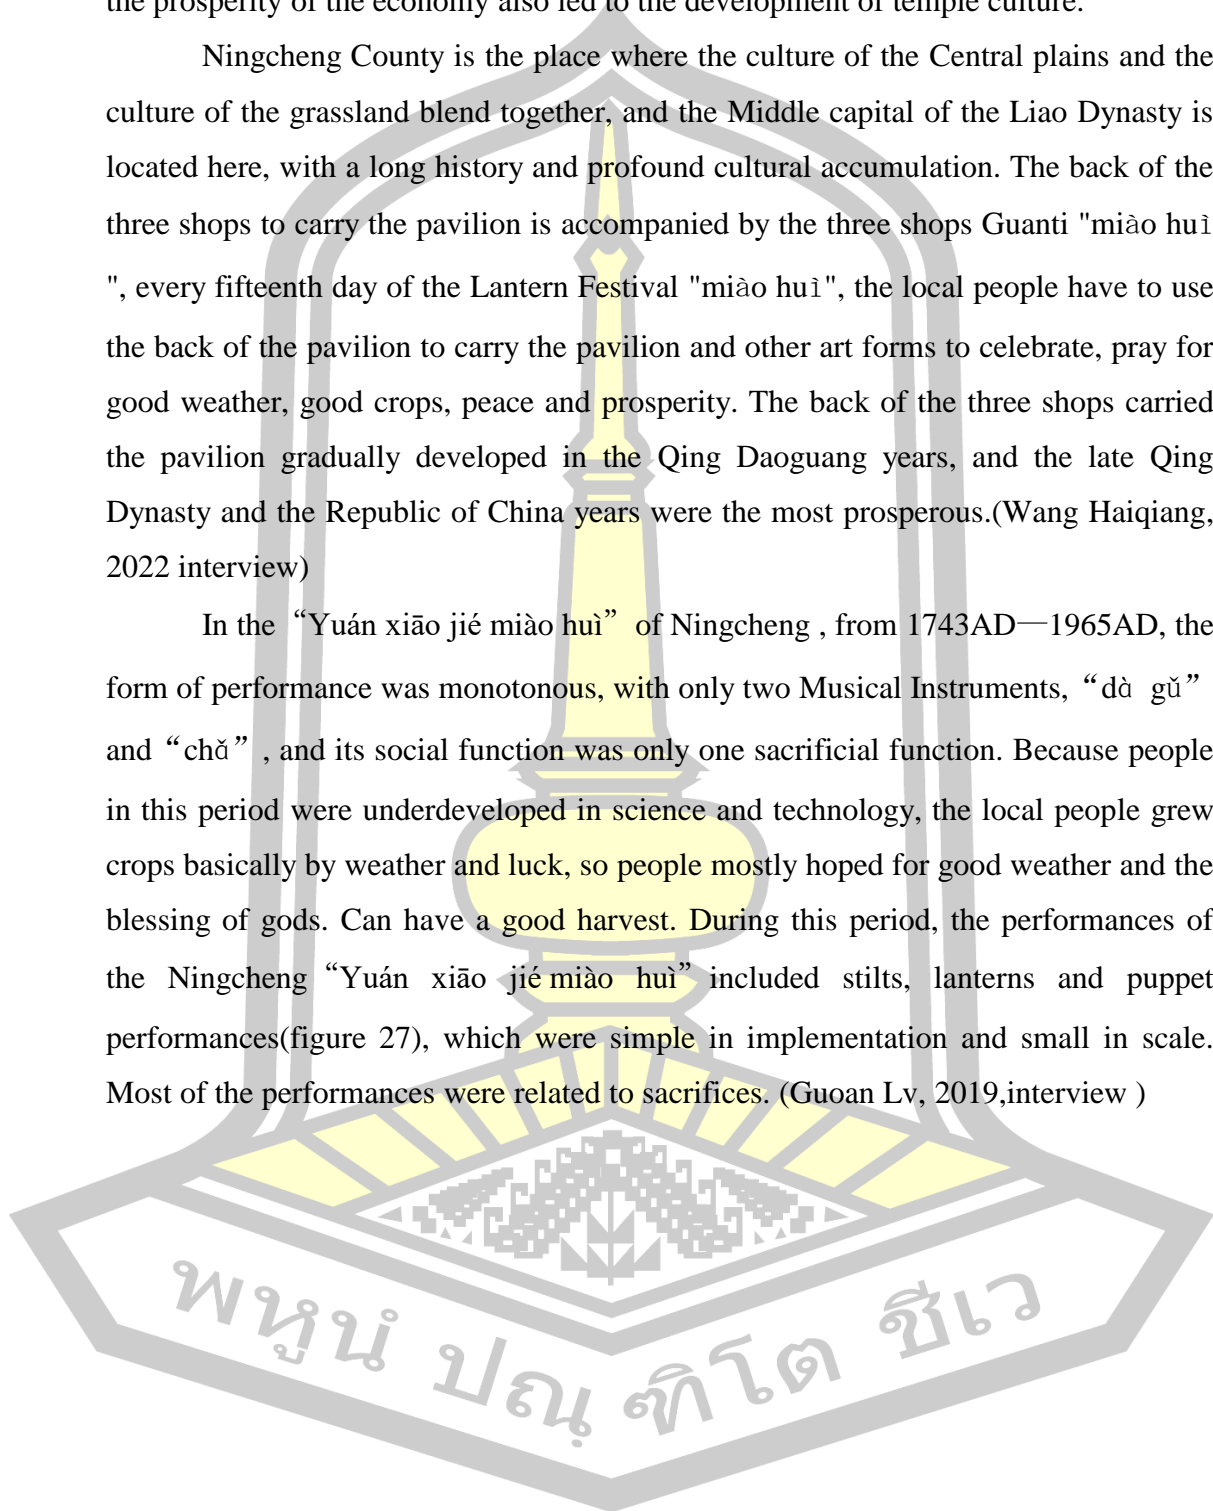 the prosperity of the economy also led to the development of temple culture.
Ningcheng County is the place where the culture of the Central plains and the
culture of the grassland blend together, and the Middle capital of the Liao Dynasty is
located here, with a long history and profound cultural accumulation. The back of the
three shops to carry the pavilion is accompanied by the three shops Guanti "miào huì
", every fifteenth day of the Lantern Festival "miào huì", the local people have to use
the back of the pavilion to carry the pavilion and other art forms to celebrate, pray for
good weather, good crops, peace and prosperity. The back of the three shops carried
the pavilion gradually developed in the Qing Daoguang years, and the late Qing
Dynasty and the Republic of China years were the most prosperous.(Wang Haiqiang,
2022 interview)
In the “Yuán xiāo jié miào huì” of Ningcheng , from 1743AD—1965AD, the
form of performance was monotonous, with only two Musical Instruments, “dà gǔ”
and “chǎ”, and its social function was only one sacrificial function. Because people
in this period were underdeveloped in science and technology, the local people grew
crops basically by weather and luck, so people mostly hoped for good weather and the
blessing of gods. Can have a good harvest. During this period, the performances of
the Ningcheng “Yuán xiāo jié miào huì” included stilts, lanterns and puppet
performances(figure 27), which were simple in implementation and small in scale.
Most of the performances were related to sacrifices. (Guoan Lv, 2019,interview )
พหูนํ ปณฺฑิโต ชีเว